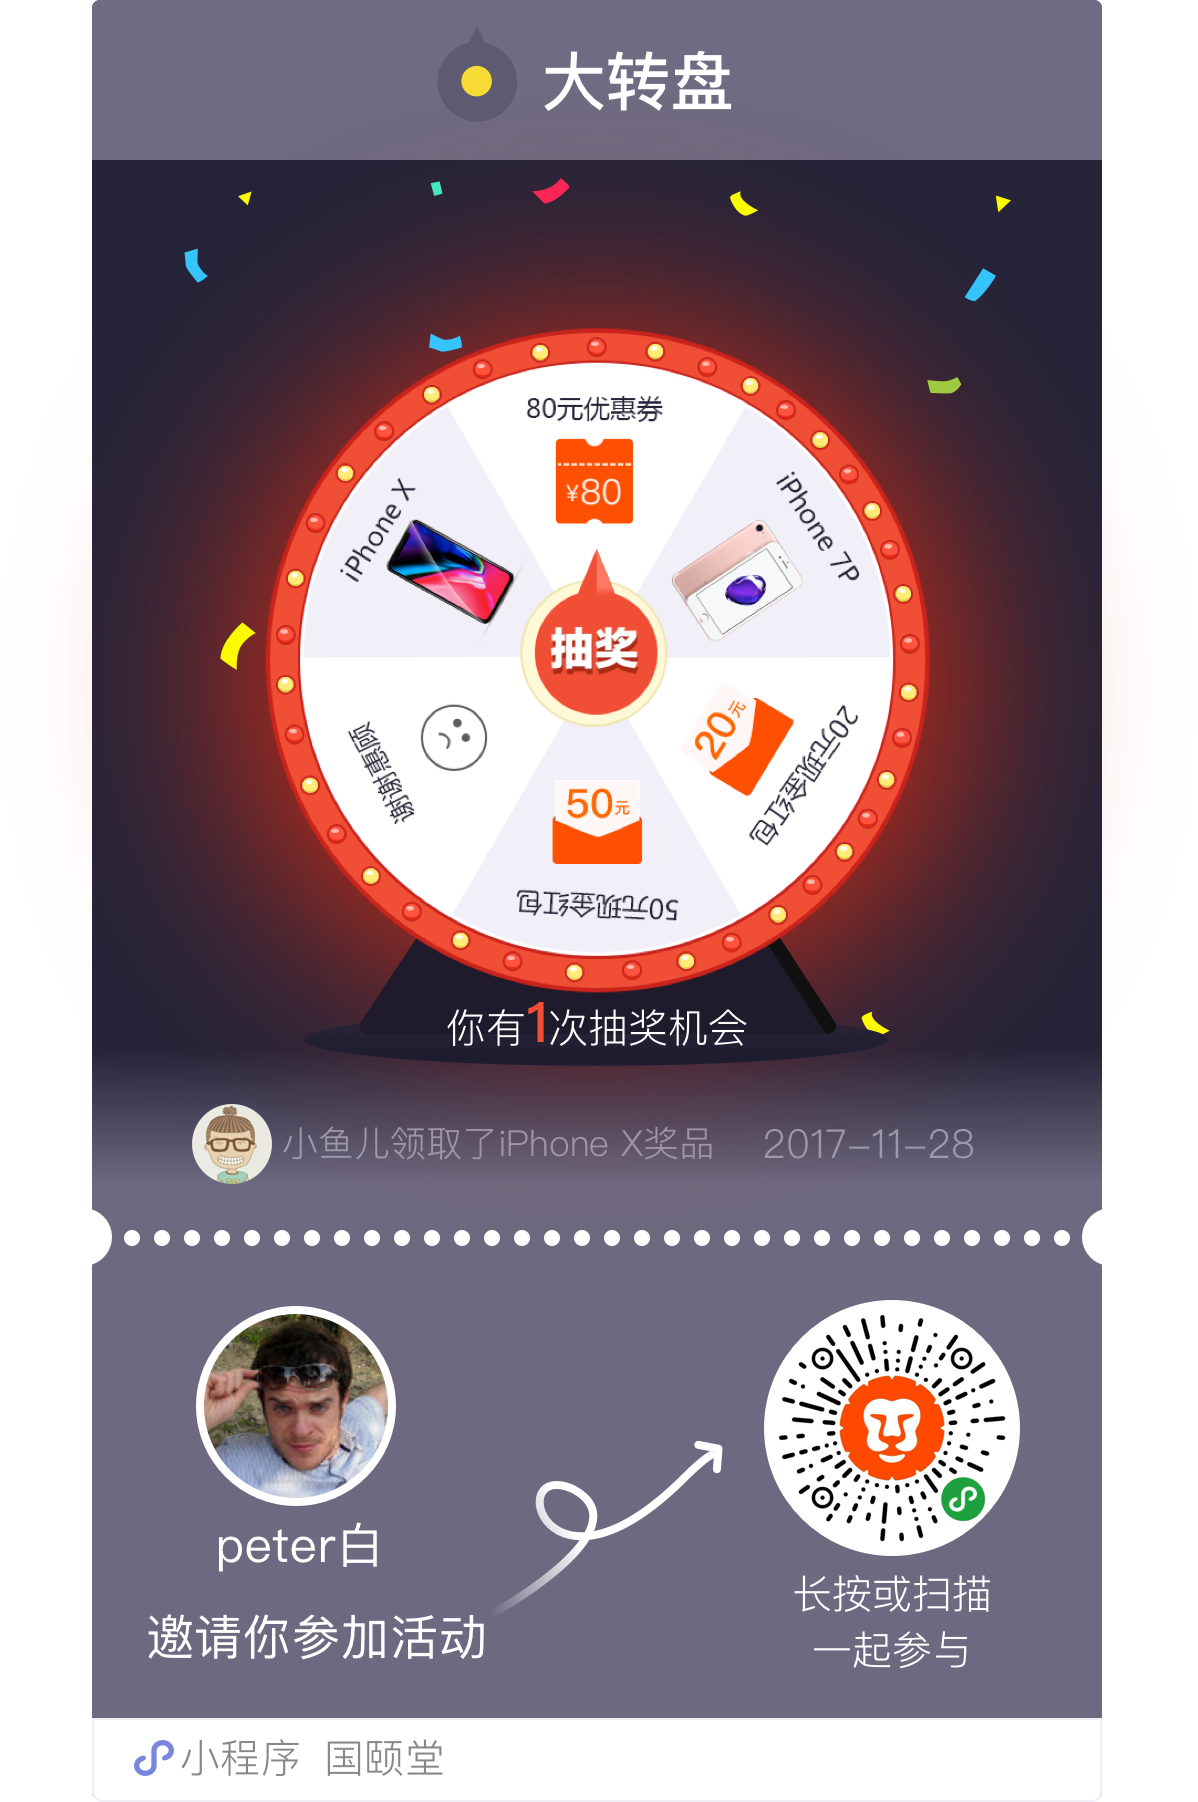 大转盘
80元优惠券
¥80
iPhone X
iPhone 7P
抽奖
谢谢惠顾
20元
20元现金红包
50元
50元现金红包
你有1次抽奖机会
小鱼儿领取了iPhone X奖品 2017-11-28
peter白
邀请你参加活动
长按或扫描
一起参与
小程序 国颐堂